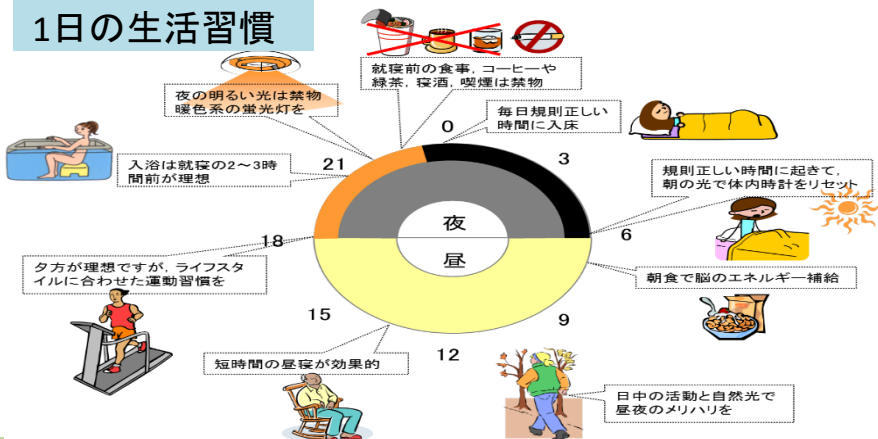 1日の生活習慣
就寝前の食事，コーヒーや
緑茶，寝酒，喫煙は禁物
夜の明るい光は禁物
暖色系の蛍光灯を
毎日規則正しい
時間に入床
0
入浴は就寝の2～3時
間前が理想
21
3
規則正しい時間に起きて，
朝の光で体内時計をリセット
夜
18
6
昼
夕方が理想ですが，ライフスタ
イルに合わせた運動習慣を
朝食で脳のエネルギー補給
15
9
12
短時間の昼寝が効果的
日中の活動と自然光で
昼夜のメリハリを